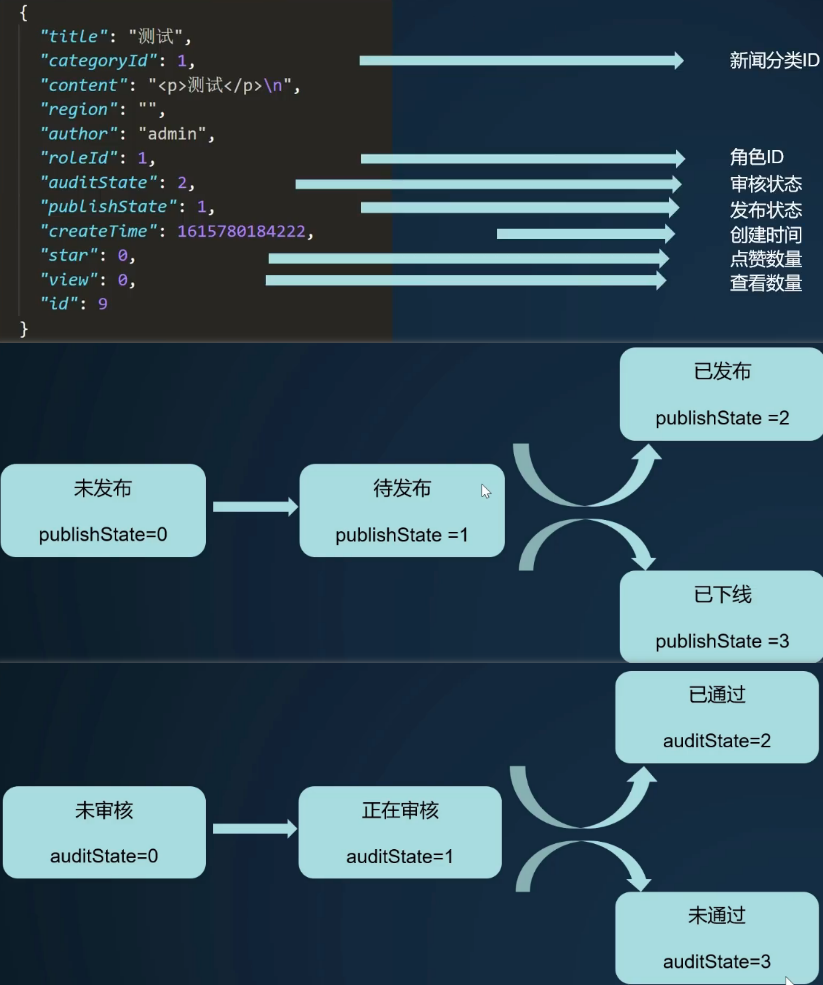 {
"title": "测试",
"categoryId": 1,
新闻分类ID
"content": "<p>测试</p>\n",
"region": "",
"author": "admin",
"roleId": 1,
角色ID
"auditState": 2,
审核状态
"publishState": 1,
发布状态
"createTime": 1615780184222,
创建时间
"star": 0,
点赞数量
"view": 0,
查看数量
"id": 9
}
已发布
publishState =2
未发布
publishState=0
待发布
publishState =1
已下线
publishState =3
已通过
auditState=2
未审核
auditState=0
正在审核
auditState=1
未通过
auditState=3